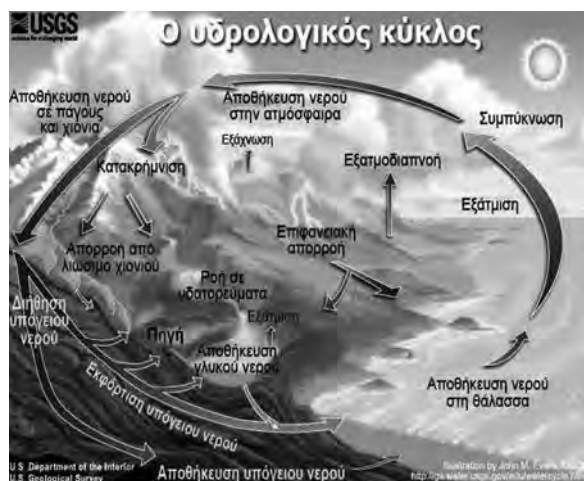 USGS
Ο υδρολογικός κύκλος
Αποθήκευση νερού
σε πάγους
και χιόνια
Αποθήκευση νερού
στην ατμόσφαιρα
Συμπύκνωση
Εξάχνωση
Κατακρήμνιση
Εξατμοδιαπνοή
Εξάτμιση
Επιφανειακή
απορροή
Απορροή από
λιώσιμο χιονιού
Ροή σε
υδατορεύματα
Διήθηση
υπόγειου
νερού
Πηγή
Εξάτμιση
Αποθήκευση
γλυκού νερού
Εκφόρτιση υπόγειου νερού
Αποθήκευση νερού
στη θάλασσα
Αποθήκευση υπόγειου νερού
U.S. Department of the Interior
U.S. Geological Survey
Illustration by John M. Evans